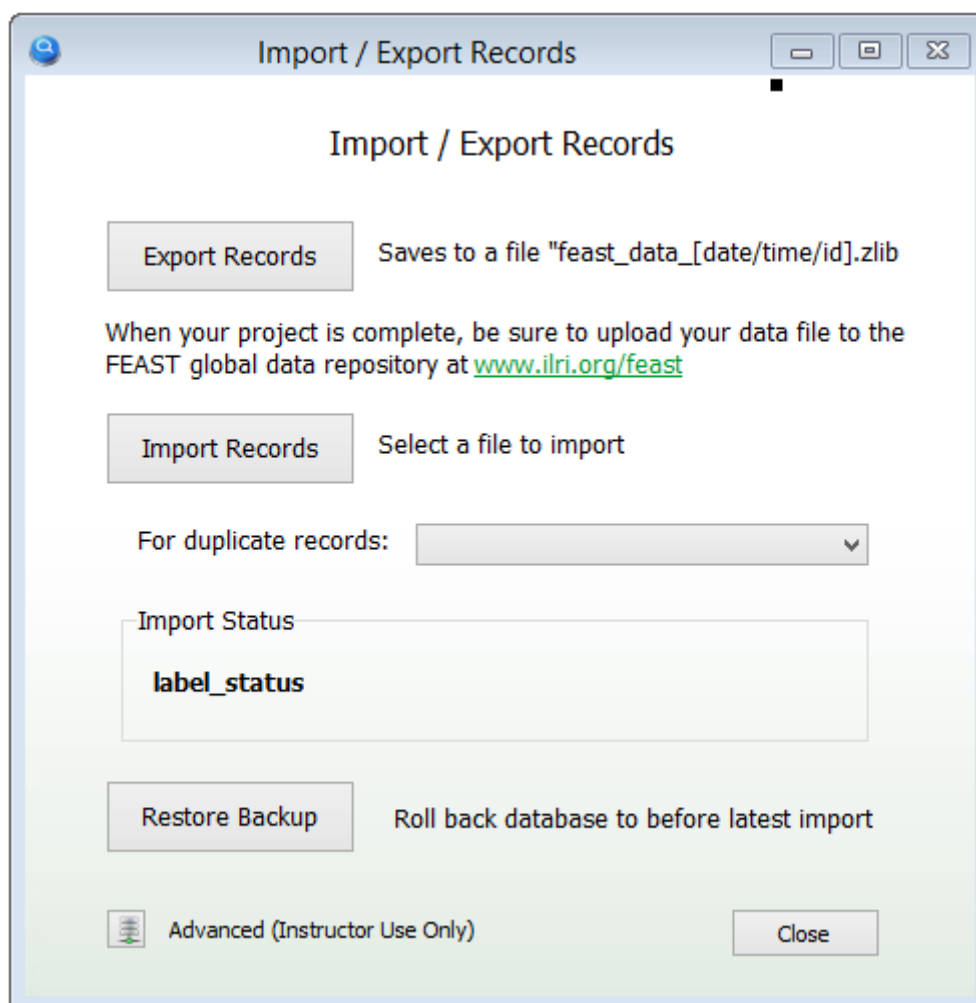 Import / Export Records
Import / Export Records
Export Records
Saves to a file "feast_data_[date/time/id].zlib
When your project is complete, be sure to upload your data file to the
FEAST global data repository at www.ilri.org/feast
Import Records
Select a file to import
For duplicate records:
Import Status
label_status
Restore Backup
Roll back database to before latest import
Advanced (Instructor Use Only)
Close